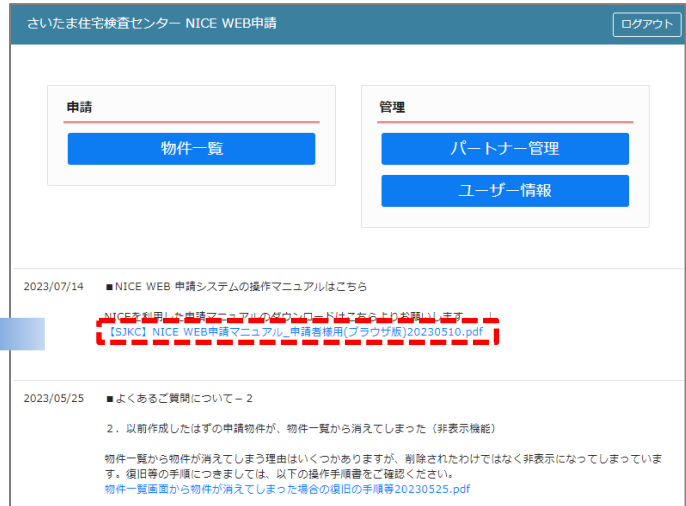 さいたま住宅検査センター NICE WEB申請
ログアウト
申請
物件一覧
管理
パートナー管理
ユーザー情報
2023/07/14 ■NICE WEB 申請システムの操作マニュアルはこちら
NICEを利用した申請マニュアルのダウンロードはこちらよりお願いします。
【SJKC】NICE WEB申請マニュアル_申請者様用(ブラウザ版)20230510.pdf
2023/05/25 ■よくあるご質問について－2
２．以前作成したはずの申請物件が、物件一覧から消えてしまった（非表示機能）
物件一覧から物件が消えてしまう理由はいくつかありますが、削除されたわけではなく非表示になってしまっていま
す。復旧等の手順につきましては、以下の操作手順書をご確認ください。
物件一覧画面から物件が消えてしまった場合の復旧の手順等20230525.pdf